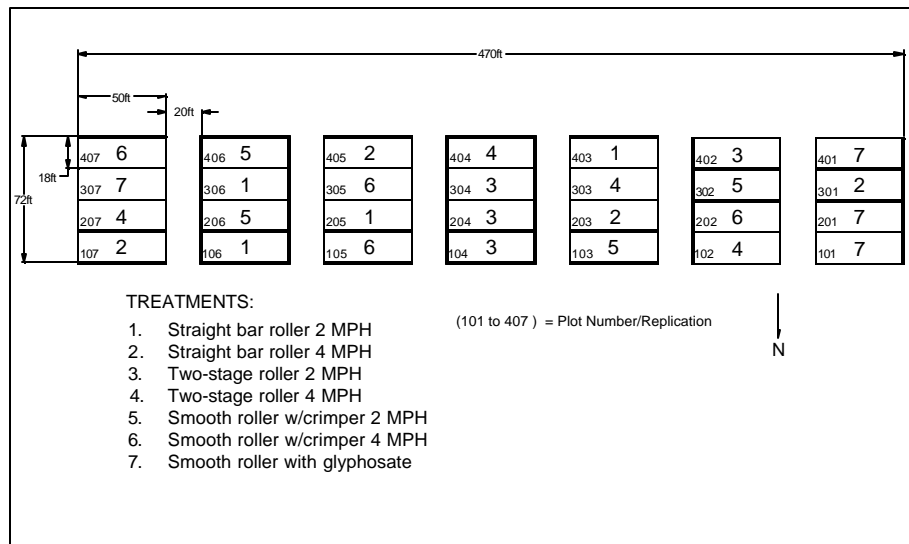 470ft
50ft
20ft
18ft
72ft
407 6 406 5 405 2 404 4 403 1 402 3 401 7
307 7 306 1 305 6 304 3 303 4 302 5 301 2
207 4 206 5 205 1 204 3 203 2 202 6 201 7
107 2 106 1 105 6 104 3 103 5 102 4 101 7
TREATMENTS:
1. Straight bar roller 2 MPH
2. Straight bar roller 4 MPH
3. Two-stage roller 2 MPH
4. Two-stage roller 4 MPH
5. Smooth roller w/crimper 2 MPH
6. Smooth roller w/crimper 4 MPH
7. Smooth roller with glyphosate
(101 to 407 ) = Plot Number/Replication
N